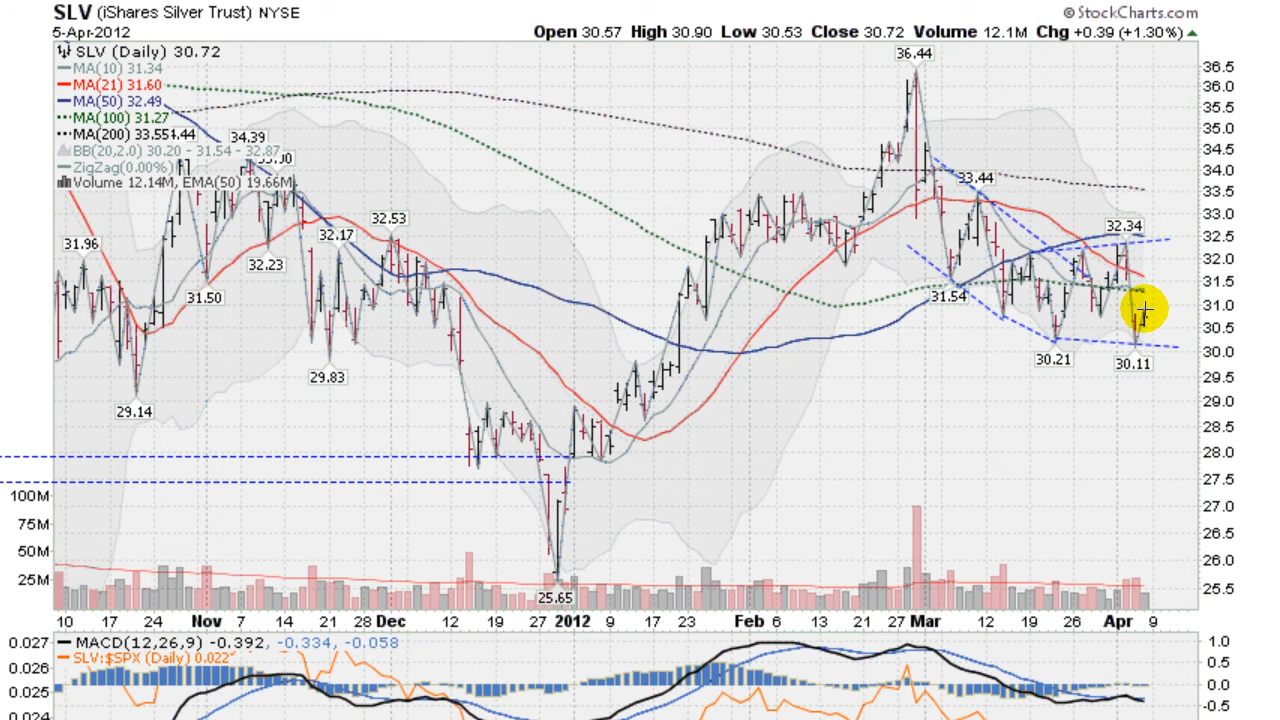 SLV (iShares Silver Trust) NYSE
© StockCharts.com
5-Apr-2012
Open 30.57 High 30.90 Low 30.53 Close 30.72 Volume 12.1M Chg +0.39 (+1.30%)
SLV (Daily) 30.72
MA(10) 31.34
MA(21) 31.60
MA(50) 32.49
MA(100) 31.27
MA(200) 33.55
BB(20,2.0) 30.20 - 31.54 - 32.87
ZigZag(0.00%)
Volume 12.14M, EMA(50) 19.66M
36.44
34.39
33.44
32.53
32.34
32.17
31.96
32.23
31.50
31.54
30.21
30.11
29.83
29.14
25.65
36.5
36.0
35.5
35.0
34.5
34.0
33.5
33.0
32.5
32.0
31.5
31.0
30.5
30.0
29.5
29.0
28.5
28.0
27.5
27.0
26.5
26.0
25.5
100M
75M
50M
25M
10 17 24 Nov 7 14 21 28 Dec 12 19 27 2012 9 17 23 Feb 6 13 21 27 Mar 12 19 26 Apr 9
MACD(12,26,9) -0.392, -0.334, -0.058
SLV:$SPX (Daily) 0.022
0.027
0.026
0.025
0.024
1.0
0.5
0.0
-0.5